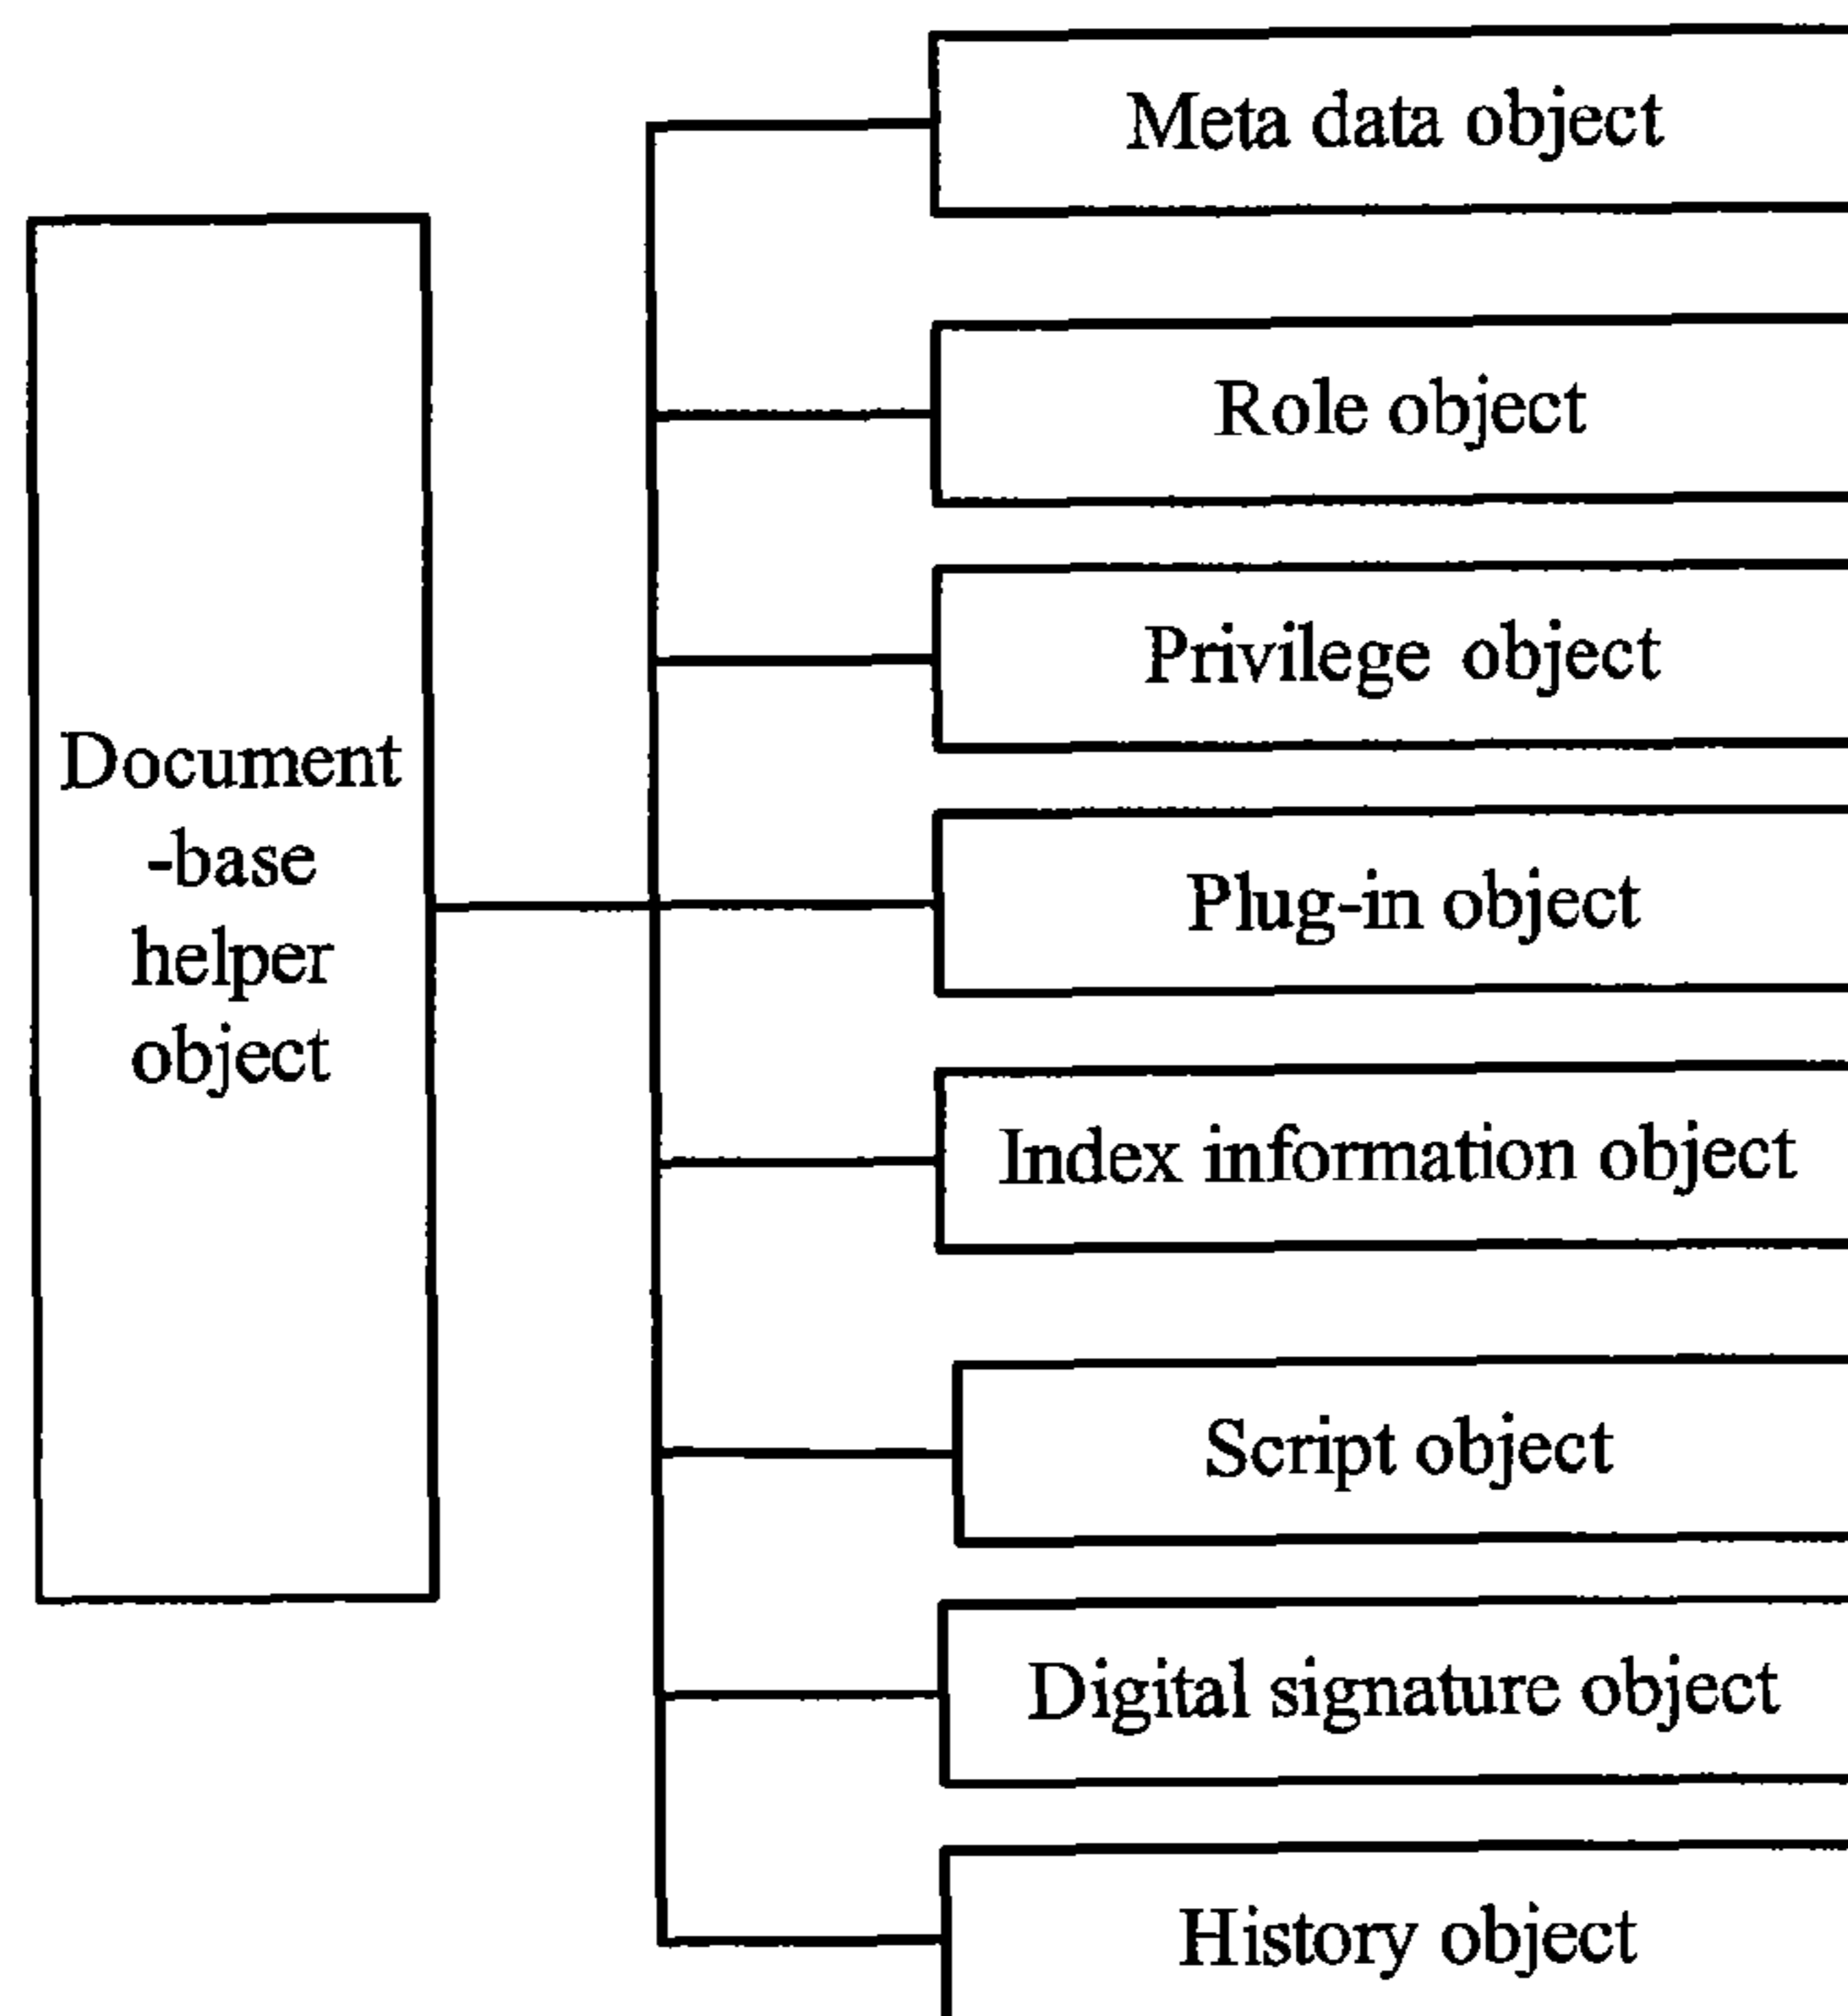 Meta data object
Role object
Privilege object
Document
-base
helper
object
Plug-in object
Index information object
Script object
Digital signature object
History object